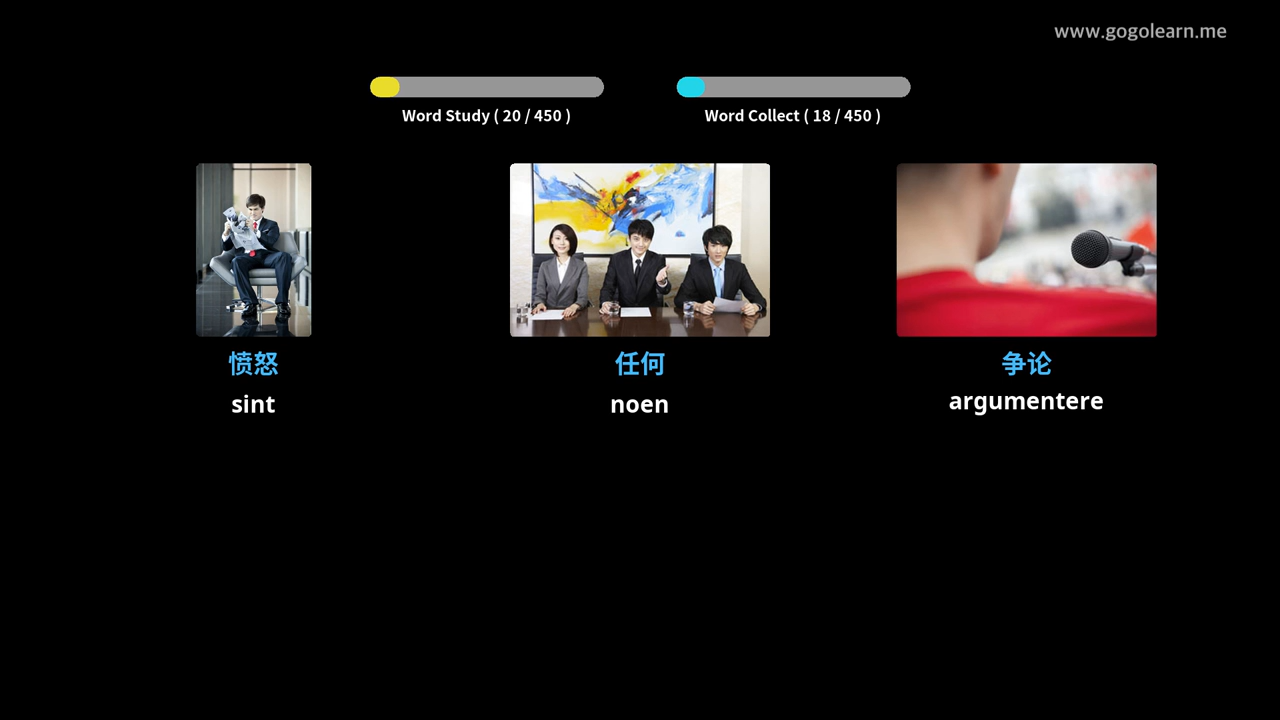 www.gogolearn.me
Word Study ( 20 / 450 )
Word Collect ( 18 / 450 )
愤怒
任何
争论
sint
noen
argumentere